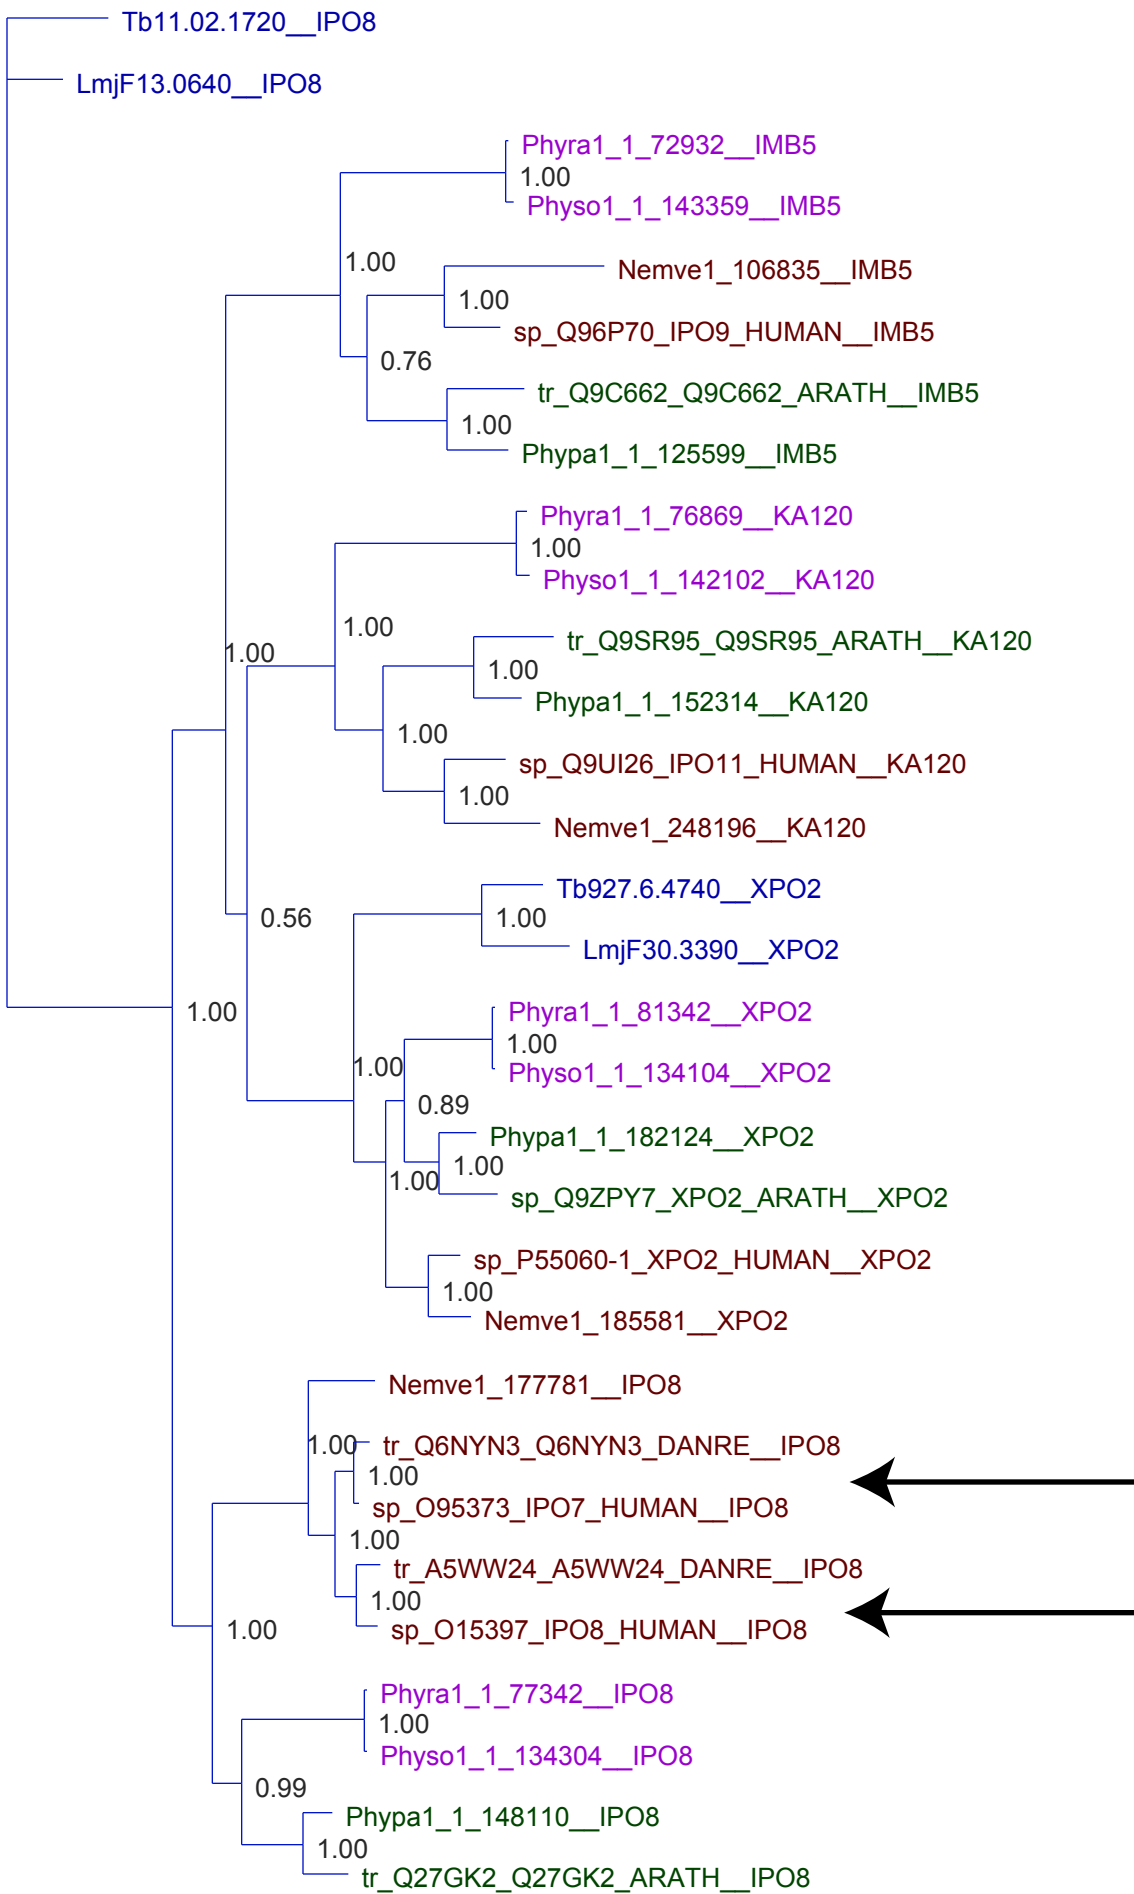 Tb11.02.1720__IPO8
LmjF13.0640__IPO8
Phyra1_1_72932__IMB5
1.00
Physo1_1_143359__IMB5
1.00
Nemve1_106835__IMB5
1.00
sp_Q96P70_IPO9_HUMAN__IMB5
0.76
tr_Q9C662_Q9C662_ARATH__IMB5
1.00
Phypa1_1_125599__IMB5
Phyra1_1_76869__KA120
1.00
Physo1_1_142102__KA120
1.00
tr_Q9SR95_Q9SR95_ARATH__KA120
1.00
1.00
Phypa1_1_152314__KA120
1.00
sp_Q9UI26_IPO11_HUMAN__KA120
1.00
Nemve1_248196__KA120
Tb927.6.4740__XPO2
0.56
1.00
LmjF30.3390__XPO2
1.00
Phyra1_1_81342__XPO2
1.00
1.00
Physo1_1_134104__XPO2
0.89
Phypa1_1_182124__XPO2
1.00
1.00
sp_Q9ZPY7_XPO2_ARATH__XPO2
sp_P55060-1_XPO2_HUMAN__XPO2
1.00
Nemve1_185581__XPO2
Nemve1_177781__IPO8
1.00
tr_Q6NYN3_Q6NYN3_DANRE__IPO8
1.00
sp_O95373_IPO7_HUMAN__IPO8
1.00
tr_A5WW24_A5WW24_DANRE__IPO8
1.00
1.00
sp_O15397_IPO8_HUMAN__IPO8
Phyra1_1_77342__IPO8
1.00
Physo1_1_134304__IPO8
0.99
Phypa1_1_148110__IPO8
1.00
tr_Q27GK2_Q27GK2_ARATH__IPO8